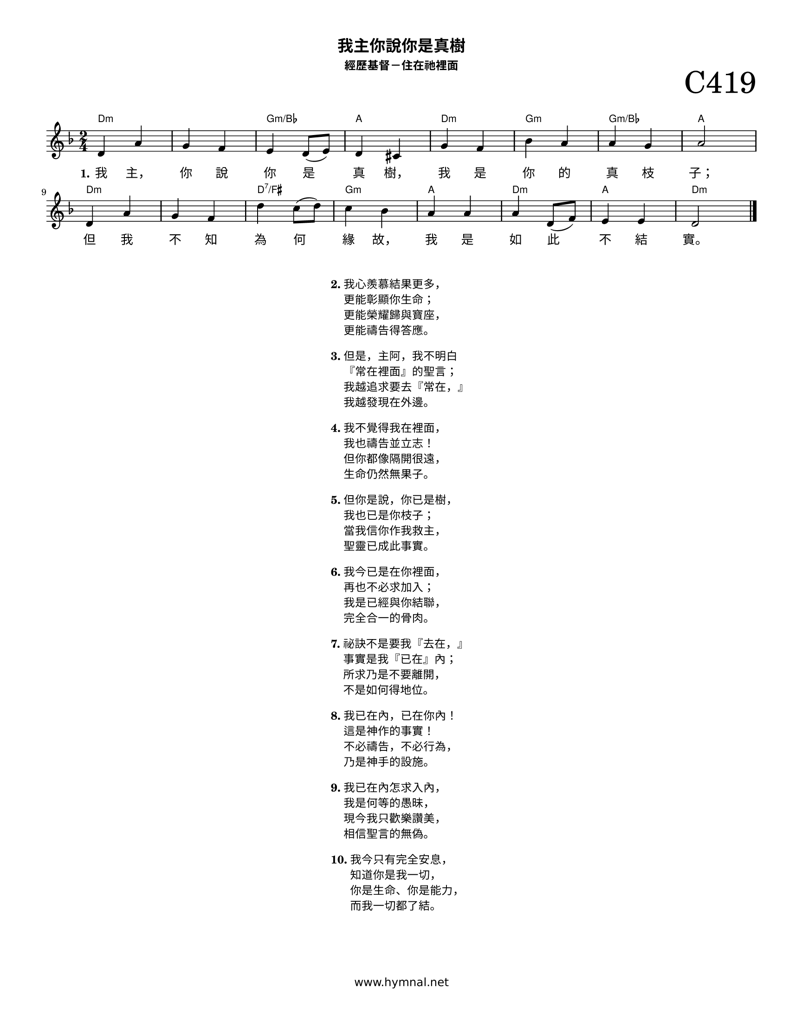 我主你說你是真樹
經歷基督－住在祂裡面
C419
Dm Gm/B♭ A Dm Gm Gm/B♭ A
2/4
1. 我 主， 你 說 你 是 真 樹， 我 是 你 的 真 枝 子；
9 Dm D7/F♯ Gm A Dm A Dm
但 我 不 知 為 何 緣 故， 我 是 如 此 不 結 實。
2. 我心羨慕結果更多，
更能彰顯你生命；
更能榮耀歸與寶座，
更能禱告得答應。
3. 但是，主阿，我不明白
『常在裡面』的聖言；
我越追求要去『常在，』
我越發現在外邊。
4. 我不覺得我在裡面，
我也禱告並立志！
但你都像隔開很遠，
生命仍然無果子。
5. 但你是說，你已是樹，
我也已是你枝子；
當我信你作我救主，
聖靈已成此事實。
6. 我今已是在你裡面，
再也不必求加入；
我是已經與你結聯，
完全合一的骨肉。
7. 祕訣不是要我『去在，』
事實是我『已在』內；
所求乃是不要離開，
不是如何得地位。
8. 我已在內，已在你內！
這是神作的事實！
不必禱告，不必行為，
乃是神手的設施。
9. 我已在內怎求入內，
我是何等的愚昧，
現今我只歡樂讚美，
相信聖言的無偽。
10. 我今只有完全安息，
知道你是我一切，
你是生命、你是能力，
而我一切都了結。
www.hymnal.net